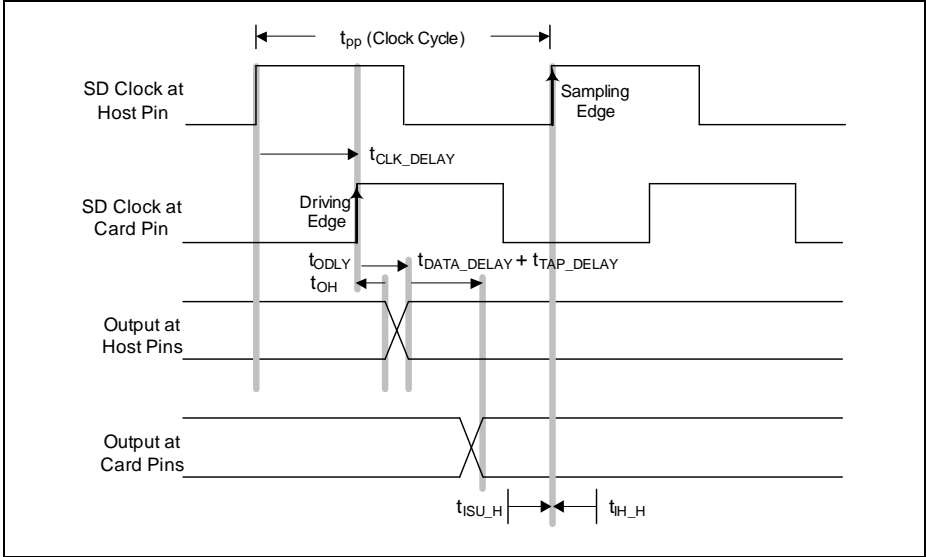 t_pp (Clock Cycle)
SD Clock at
Host Pin
Sampling
Edge
t_CLK_DELAY
SD Clock at
Card Pin
Driving
Edge
t_ODLY
t_DATA_DELAY + t_TAP_DELAY
t_OH
Output at
Host Pins
Output at
Card Pins
t_ISU_H
t_IH_H